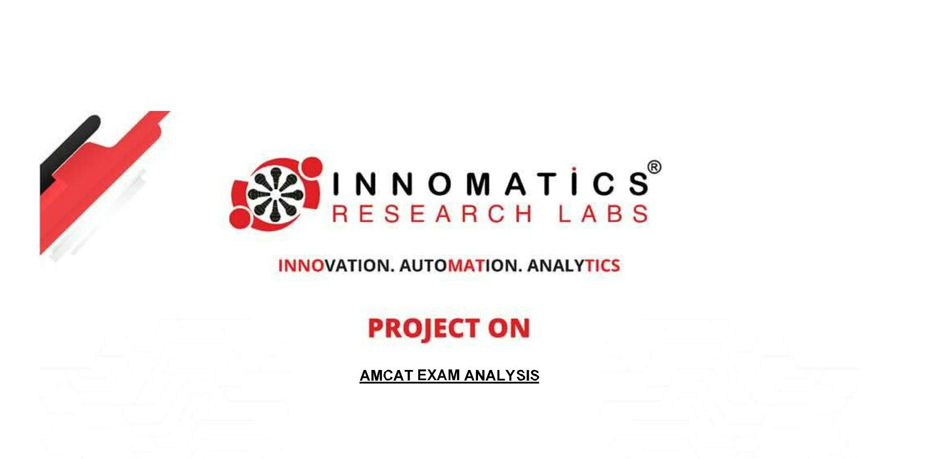 INNOMATiCS®
RESEARCH LABS
INNOVATION. AUTOMATION. ANALYTICS
PROJECT ON
AMCAT EXAM ANALYSIS